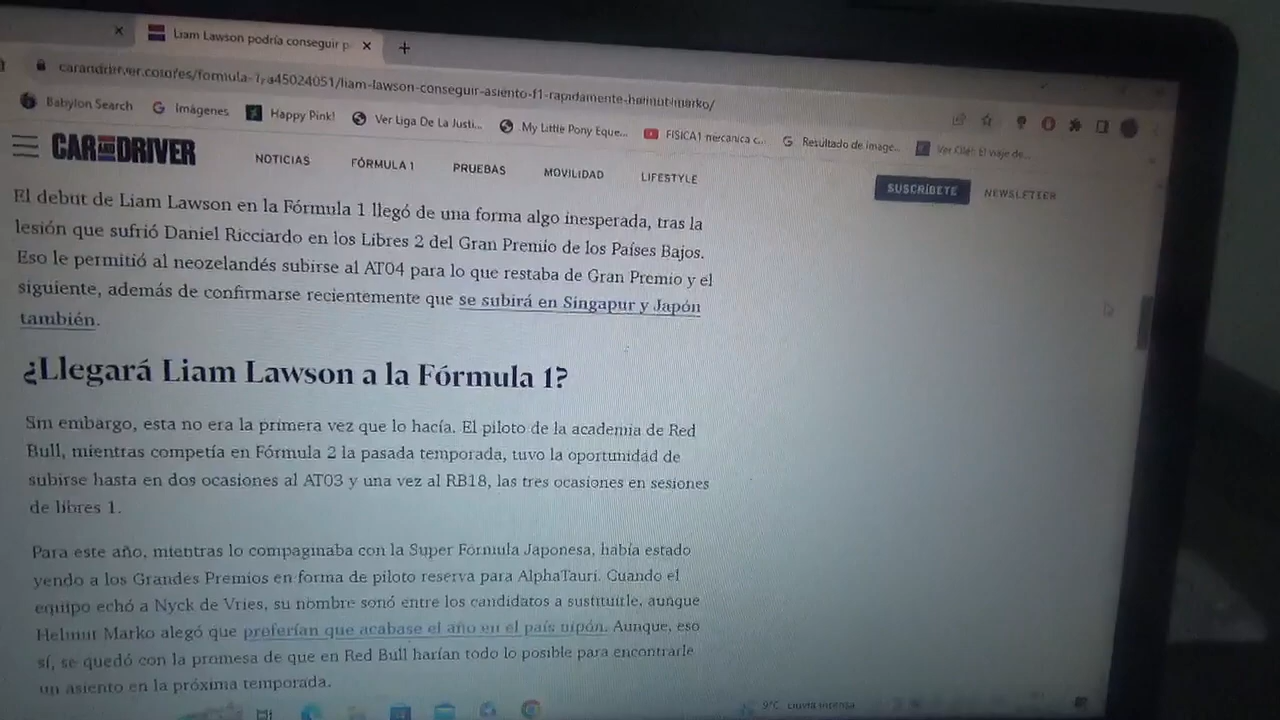 Liam Lawson podría conseguir p
/liam-lawson-conseguir-asiento-f1-rapidamente-helmut-marko/
Babylon Search
Imágenes
Happy Pink!
Ver Liga De La Justi...
My Little Pony Eque...
FISICA1 mecanica c...
Resultado de image...
CAR AND DRIVER
NOTICIAS
FÓRMULA 1
PRUEBAS
MOVILIDAD
LIFESTYLE
SUSCRÍBETE
NEWSLETTER
El debut de Liam Lawson en la Fórmula 1 llegó de una forma algo inesperada, tras la
lesión que sufrió Daniel Ricciardo en los Libres 2 del Gran Premio de los Países Bajos.
Eso le permitió al neozelandés subirse al AT04 para lo que restaba de Gran Premio y el
siguiente, además de confirmarse recientemente que se subirá en Singapur y Japón
también.
¿Llegará Liam Lawson a la Fórmula 1?
Sin embargo, esta no era la primera vez que lo hacía. El piloto de la academia de Red
Bull, mientras competía en Fórmula 2 la pasada temporada, tuvo la oportunidad de
subirse hasta en dos ocasiones al AT03 y una vez al RB18, las tres ocasiones en sesiones
de libres 1.
Para este año, mientras lo compaginaba con la Super Fórmula Japonesa, había estado
yendo a los Grandes Premios en forma de piloto reserva para AlphaTauri. Cuando el
equipo echó a Nyck de Vries, su nombre sonó entre los candidatos a sustituirle, aunque
Helmut Marko alegó que preferían que acabase el año en el país nipón. Aunque, eso
sí, se quedó con la promesa de que en Red Bull harían todo lo posible para encontrarle
un asiento en la próxima temporada.
9°C Lluvia intensa